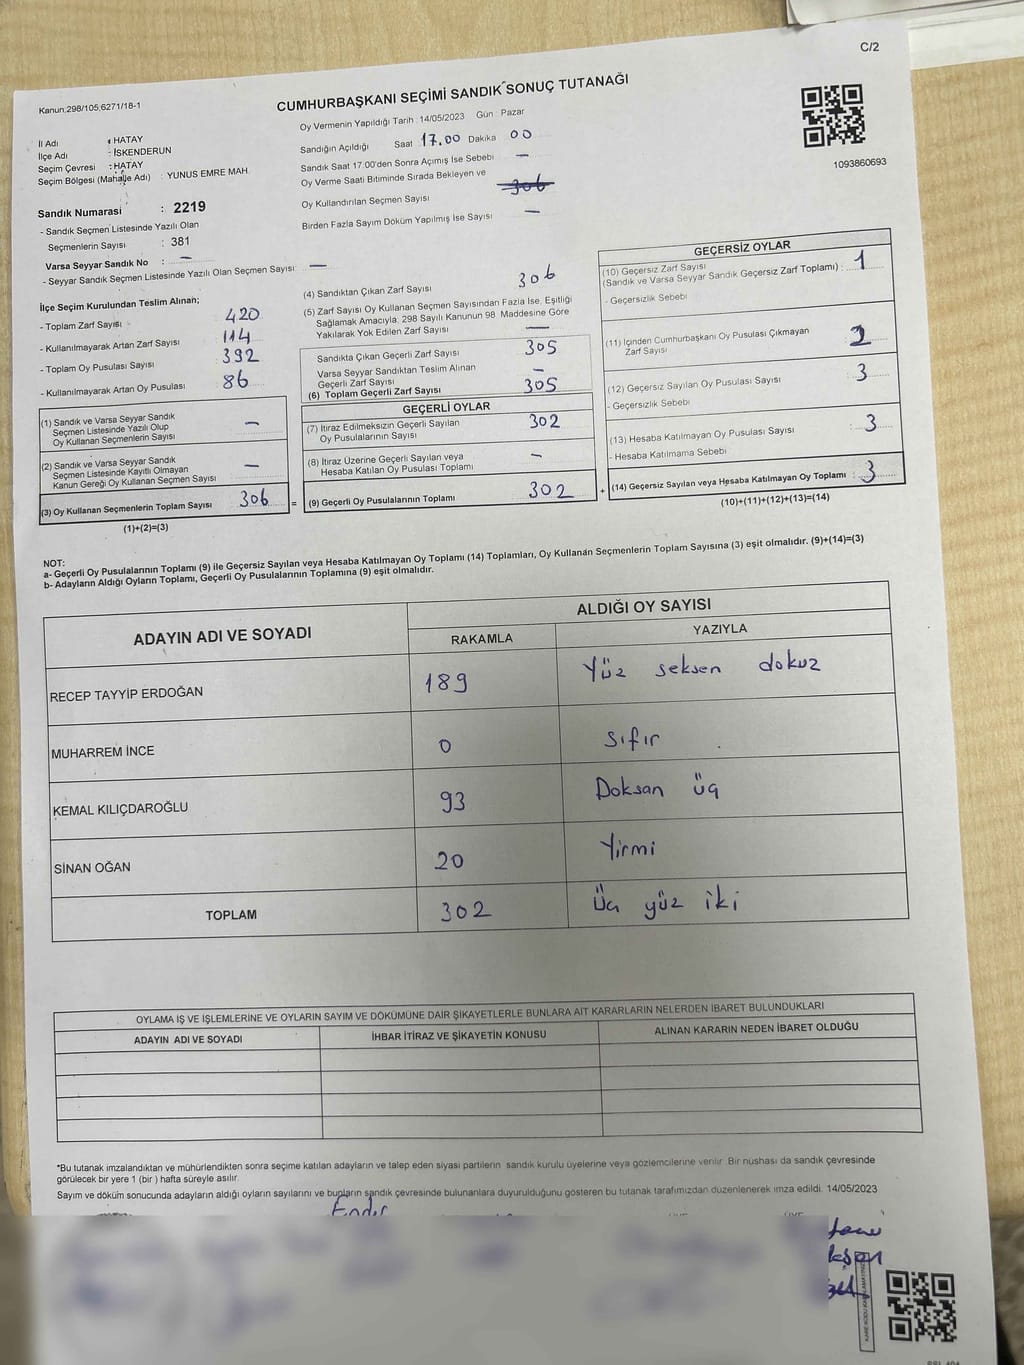 C/2
Kanun:298/105;6271/18-1
CUMHURBAŞKANI SEÇİMİ SANDIK SONUÇ TUTANAĞI
Oy Vermenin Yapıldığı Tarih : 14/05/2023 Gün : Pazar
İl Adı : HATAY
İlçe Adı : İSKENDERUN
Seçim Çevresi : HATAY
Seçim Bölgesi (Mahalle Adı) : YUNUS EMRE MAH.
Sandık Numarası : 2219
- Sandık Seçmen Listesinde Yazılı Olan
Seçmenlerin Sayısı : 381
Varsa Seyyar Sandık No : —
- Seyyar Sandık Seçmen Listesinde Yazılı Olan Seçmen Sayısı: —
Sandığın Açıldığı Saat 17.00 Dakika 00
Sandık Saat 17.00'den Sonra Açımış İse Sebebi —
Oy Verme Saati Bitiminde Sırada Bekleyen ve
Oy Kullandırılan Seçmen Sayısı 306
Birden Fazla Sayım Döküm Yapılmış İse Sayısı —
1093860693
İlçe Seçim Kurulundan Teslim Alınan;
- Toplam Zarf Sayısı : 420
- Kullanılmayarak Artan Zarf Sayısı : 114
- Toplam Oy Pusulası Sayısı : 392
- Kullanılmayarak Artan Oy Pusulası : 86
(1) Sandık ve Varsa Seyyar Sandık
Seçmen Listesinde Yazılı Olup
Oy Kullanan Seçmenlerin Sayısı —
(2) Sandık ve Varsa Seyyar Sandık
Seçmen Listesinde Kayıtlı Olmayan
Kanun Gereği Oy Kullanan Seçmen Sayısı —
(3) Oy Kullanan Seçmenlerin Toplam Sayısı 306 =
(1)+(2)=(3)
(4) Sandıktan Çıkan Zarf Sayısı 306
(5) Zarf Sayısı Oy Kullanan Seçmen Sayısından Fazla İse, Eşitliği
Sağlamak Amacıyla, 298 Sayılı Kanunun 98. Maddesine Göre
Yakılarak Yok Edilen Zarf Sayısı —
Sandıkta Çıkan Geçerli Zarf Sayısı 305
Varsa Seyyar Sandıktan Teslim Alınan
Geçerli Zarf Sayısı —
(6) Toplam Geçerli Zarf Sayısı 305
GEÇERLİ OYLAR
(7) İtiraz Edilmeksizin Geçerli Sayılan
Oy Pusulalarının Sayısı 302
(8) İtiraz Üzerine Geçerli Sayılan veya
Hesaba Katılan Oy Pusulası Toplamı —
(9) Geçerli Oy Pusulalarının Toplamı 302 +
GEÇERSİZ OYLAR
(10) Geçersiz Zarf Sayısı
(Sandık ve Varsa Seyyar Sandık Geçersiz Zarf Toplamı) : 1
- Geçersizlik Sebebi
(11) İçinden Cumhurbaşkanı Oy Pusulası Çıkmayan
Zarf Sayısı
(12) Geçersiz Sayılan Oy Pusulası Sayısı : 3
- Geçersizlik Sebebi
(13) Hesaba Katılmayan Oy Pusulası Sayısı : 3
- Hesaba Katılmama Sebebi
(14) Geçersiz Sayılan veya Hesaba Katılmayan Oy Toplamı : 3
(10)+(11)+(12)+(13)=(14)
NOT:
a- Geçerli Oy Pusulalarının Toplamı (9) ile Geçersiz Sayılan veya Hesaba Katılmayan Oy Toplamı (14) Toplamları, Oy Kullanan Seçmenlerin Toplam Sayısına (3) eşit olmalıdır. (9)+(14)=(3)
b- Adayların Aldığı Oyların Toplamı, Geçerli Oy Pusulalarının Toplamına (9) eşit olmalıdır.
ADAYIN ADI VE SOYADI
ALDIĞI OY SAYISI
RAKAMLA YAZIYLA
RECEP TAYYİP ERDOĞAN 189 Yüz seksen dokuz
MUHARREM İNCE 0 sıfır
KEMAL KILIÇDAROĞLU 93 Doksan üç
SİNAN OĞAN 20 Yirmi
TOPLAM 302 Üç yüz iki
OYLAMA İŞ VE İŞLEMLERİNE VE OYLARIN SAYIM VE DÖKÜMÜNE DAİR ŞİKAYETLERLE BUNLARA AİT KARARLARIN NELERDEN İBARET BULUNDUKLARI
ADAYIN ADI VE SOYADI İHBAR İTİRAZ VE ŞİKAYETİN KONUSU ALINAN KARARIN NEDEN İBARET OLDUĞU
*Bu tutanak imzalandıktan ve mühürlendikten sonra seçime katılan adayların ve talep eden siyasi partilerin sandık kurulu üyelerine veya gözlemcilerine verilir. Bir nüshası da sandık çevresinde
görülecek bir yere 1 (bir ) hafta süreyle asılır.
Sayım ve döküm sonucunda adayların aldığı oyların sayılarını ve bunların sandık çevresinde bulunanlara duyurulduğunu gösteren bu tutanak tarafımızdan düzenlenerek imza edildi. 14/05/2023